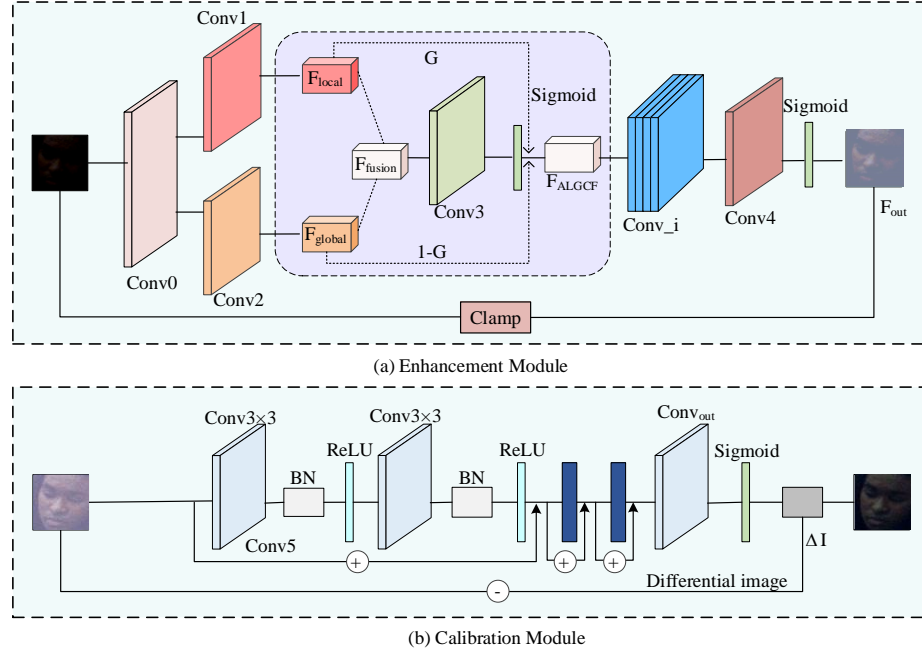 Conv1
F_local
G
Sigmoid
Sigmoid
F_fusion
F_ALGCF
Conv3
F_global
1-G
Conv0
Conv2
Conv_i
Conv4
F_out
Clamp
(a) Enhancement Module
Conv3×3
Conv3×3
Conv_out
ReLU
ReLU
Sigmoid
BN
BN
Conv5
+
+
+
ΔI
Differential image
-
(b) Calibration Module